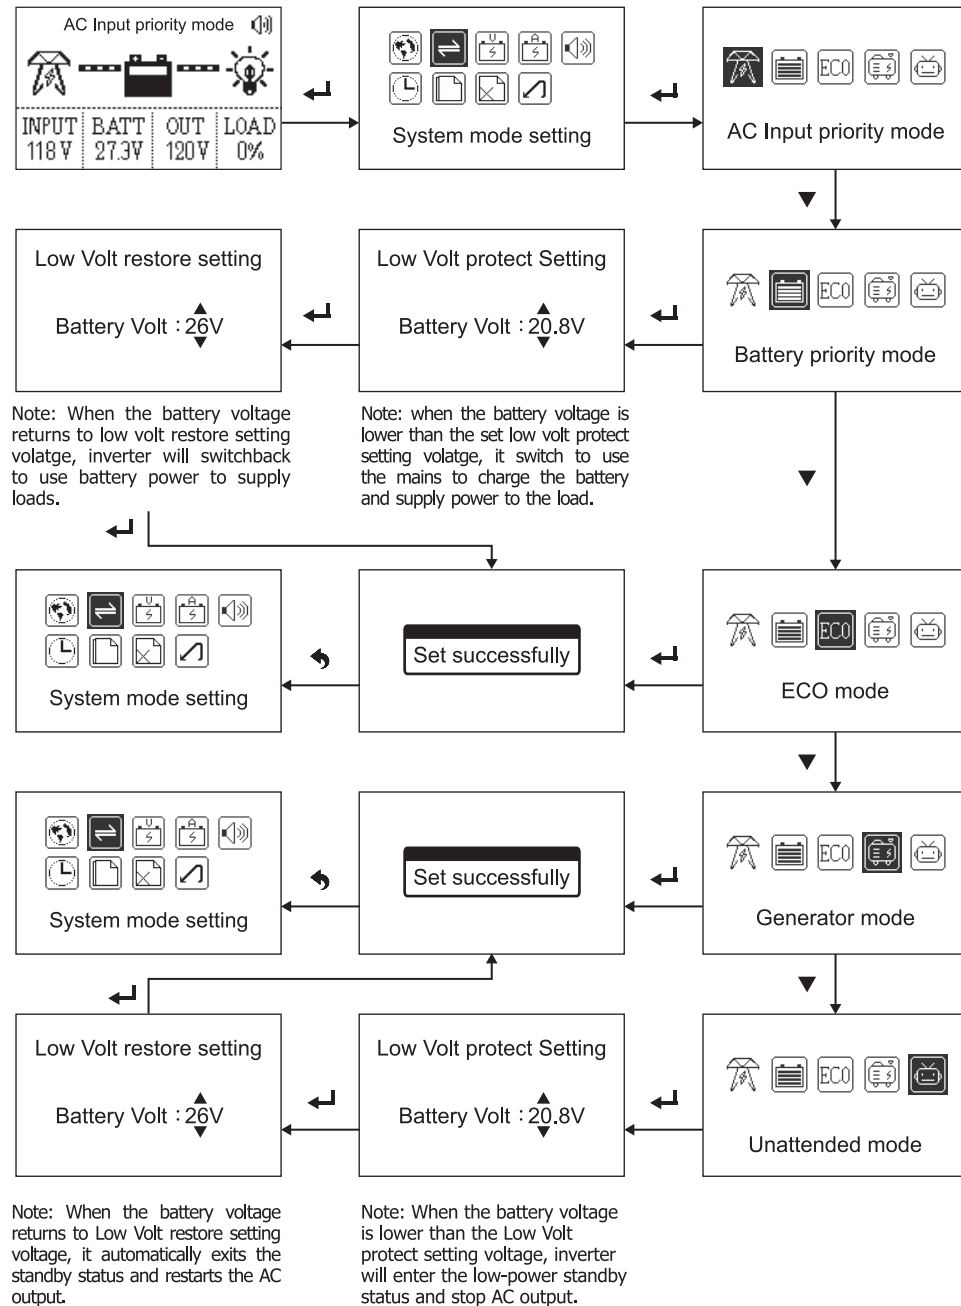 AC Input priority mode
INPUT BATT OUT LOAD
118V 27.3V 120V 0%
U A
System mode setting
ECO
AC Input priority mode
Low Volt restore setting
Battery Volt : 26V
Low Volt protect Setting
Battery Volt : 20.8V
ECO
Battery priority mode
Note: When the battery voltage
returns to low volt restore setting
volatge, inverter will switchback
to use battery power to supply
loads.
Note: when the battery voltage is
lower than the set low volt protect
setting volatge, it switch to use
the mains to charge the battery
and supply power to the load.
U A
System mode setting
Set successfully
ECO
ECO mode
U A
System mode setting
Set successfully
ECO
Generator mode
Low Volt restore setting
Battery Volt : 26V
Low Volt protect Setting
Battery Volt : 20.8V
ECO
Unattended mode
Note: When the battery voltage
returns to Low Volt restore setting
voltage, it automatically exits the
standby status and restarts the AC
output.
Note: When the battery voltage
is lower than the Low Volt
protect setting voltage, inverter
will enter the low-power standby
status and stop AC output.